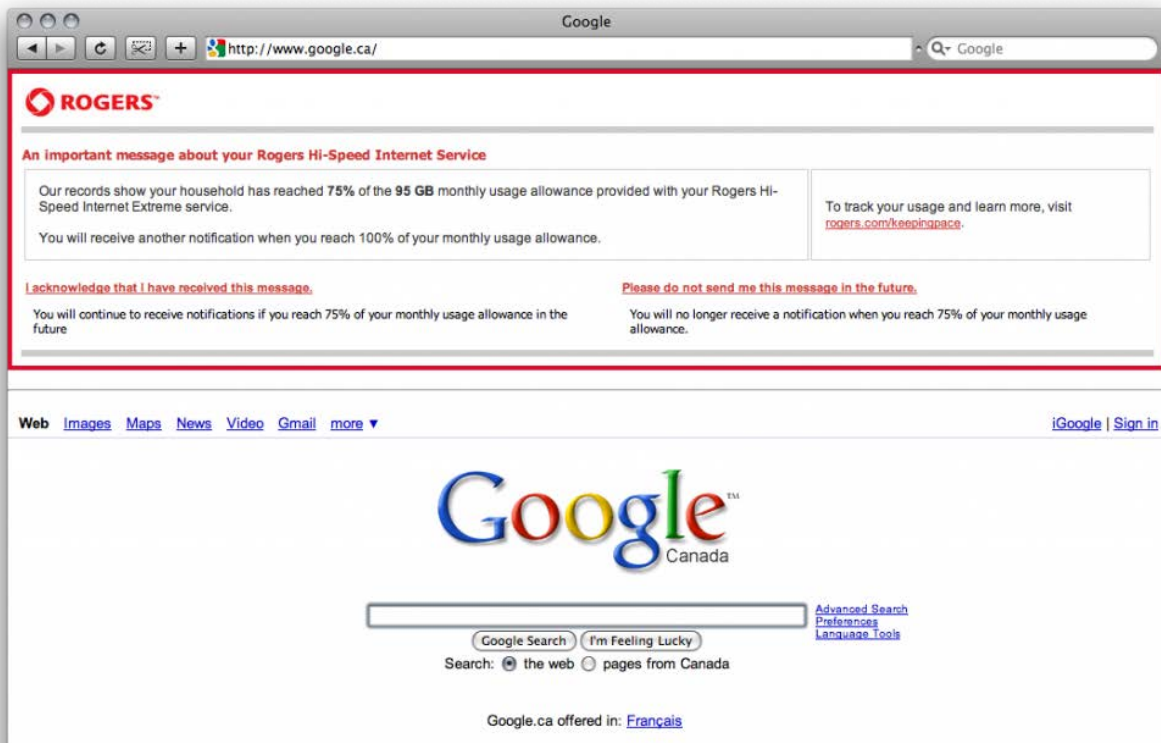 Google
http://www.google.ca/
Google
ROGERS™
An important message about your Rogers Hi-Speed Internet Service
Our records show your household has reached 75% of the 95 GB monthly usage allowance provided with your Rogers Hi-
Speed Internet Extreme service.
You will receive another notification when you reach 100% of your monthly usage allowance.
To track your usage and learn more, visit
rogers.com/keepingpace.
I acknowledge that I have received this message.
You will continue to receive notifications if you reach 75% of your monthly usage allowance in the
future
Please do not send me this message in the future.
You will no longer receive a notification when you reach 75% of your monthly usage
allowance.
Web Images Maps News Video Gmail more ▼
iGoogle | Sign in
Google™
Canada
Advanced Search
Preferences
Language Tools
Google Search I'm Feeling Lucky
Search: the web pages from Canada
Google.ca offered in: Français